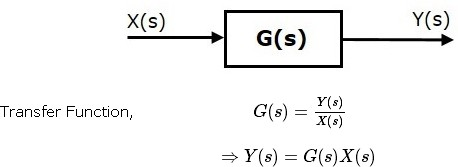 X(s) Y(s)
G(s)
Transfer Function, G(s) = Y(s)/X(s)
⇒ Y(s) = G(s)X(s)